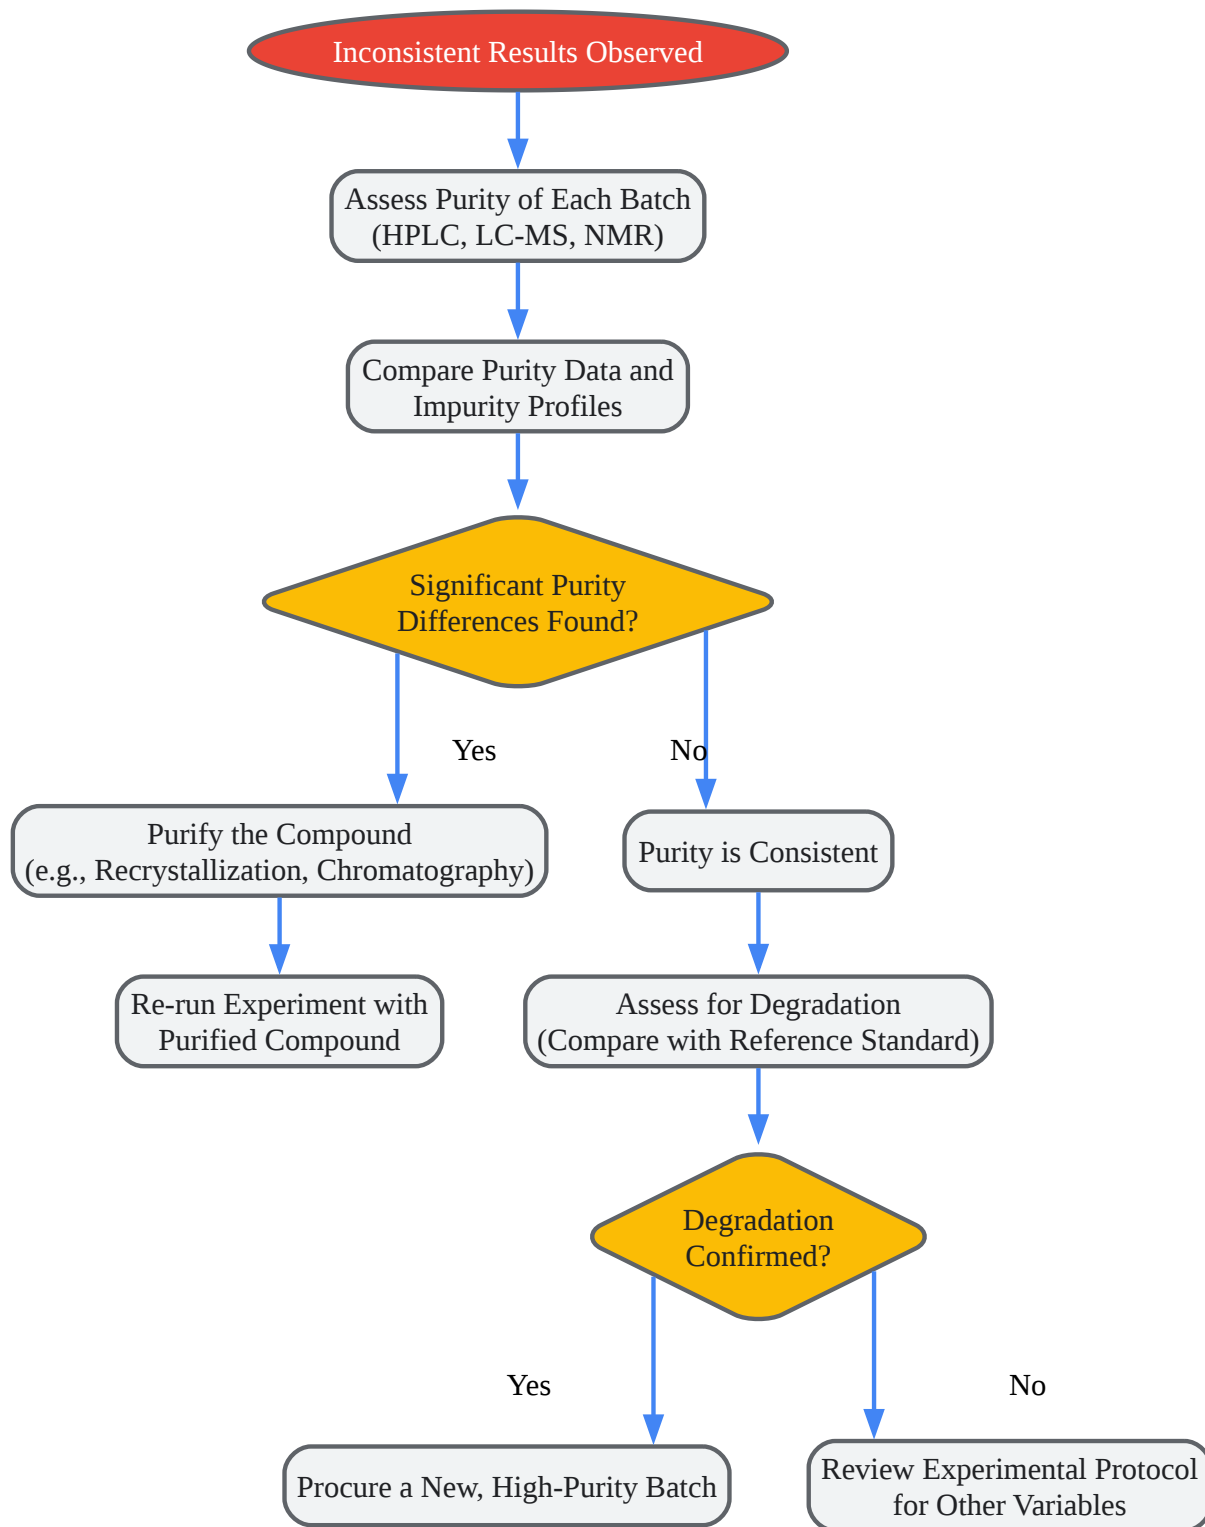 Inconsistent Results Observed
Assess Purity of Each Batch
(HPLC, LC-MS, NMR)
Compare Purity Data and
Impurity Profiles
Significant Purity
Differences Found?
Yes
No
Purify the Compound
(e.g., Recrystallization, Chromatography)
Purity is Consistent
Re-run Experiment with
Purified Compound
Assess for Degradation
(Compare with Reference Standard)
Degradation
Confirmed?
Yes
No
Procure a New, High-Purity Batch
Review Experimental Protocol
for Other Variables